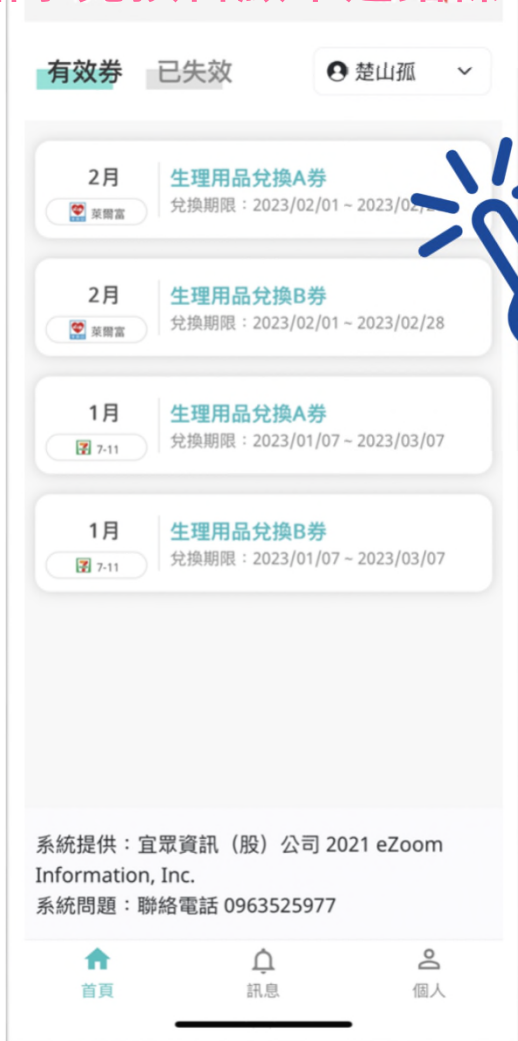 有效券
已失效
楚山孤
2月
生理用品兌換A券
萊爾富
兌換期限：2023/02/01 ~ 2023/02/
2月
生理用品兌換B券
萊爾富
兌換期限：2023/02/01 ~ 2023/02/28
1月
生理用品兌換A券
7-11
兌換期限：2023/01/07 ~ 2023/03/07
1月
生理用品兌換B券
7-11
兌換期限：2023/01/07 ~ 2023/03/07
系統提供：宜眾資訊（股）公司 2021 eZoom
Information, Inc.
系統問題：聯絡電話 0963525977
首頁
訊息
個人